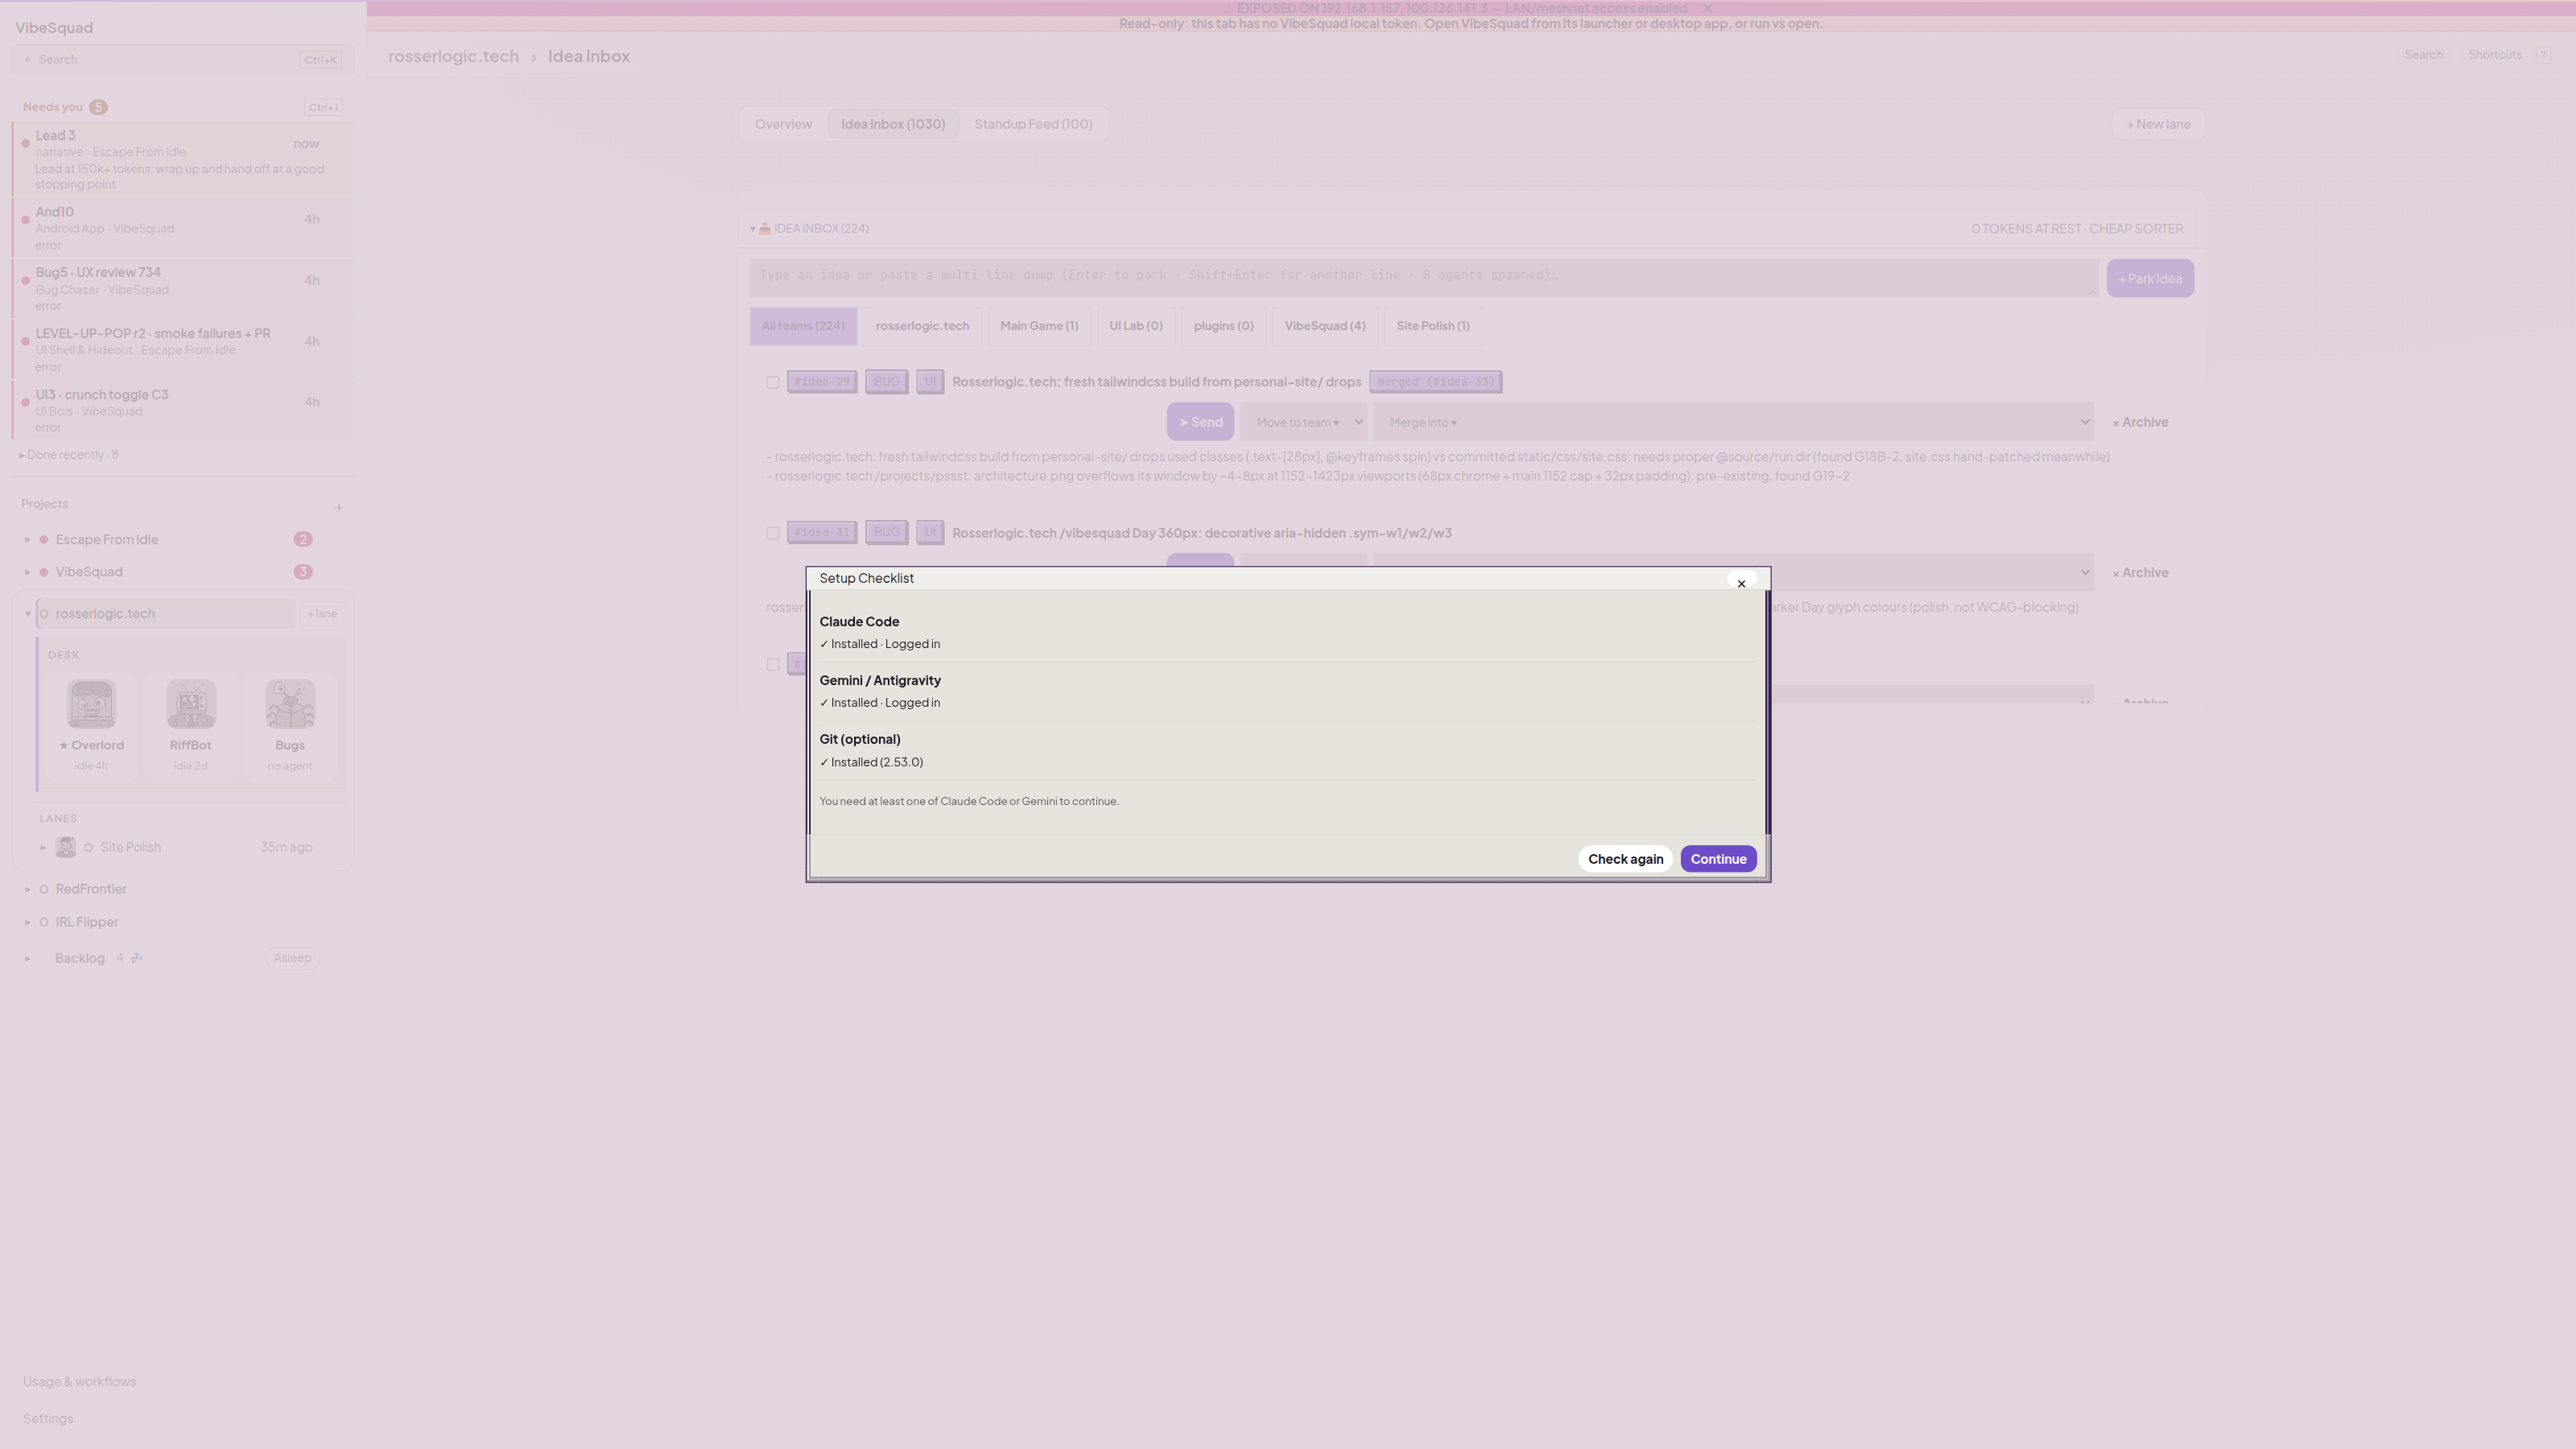 VibeSquad
Search Ctrl+K
Needs you 5 Ctrl+J
Lead 3
narrative · Escape From Idle now
Lead at 150k+ tokens: wrap up and hand off at a good
stopping point
And10
Android App · VibeSquad 4h
error
Bug5 · UX review 734
Bug Chaser · VibeSquad 4h
error
LEVEL-UP-POP r2 · smoke failures + PR
UI Shell & Hideout · Escape From Idle 4h
error
UI3 · crunch toggle C3
UI Bois · VibeSquad 4h
error
▸ Done recently · 8
Projects +
▸ Escape From Idle 2
▸ VibeSquad 3
▾ rosserlogic.tech + lane
DESK
★ Overlord RiffBot Bugs
idle 4h idle 2d no agent
LANES
▸ Site Polish 35m ago
▸ RedFrontier
▸ IRL Flipper
▸ Backlog · 4 💤 Asleep
Usage & workflows
Settings
⚠ EXPOSED ON 192.168.1.157, 100.126.141.3 — LAN/meshnet access enabled ✕
Read-only: this tab has no VibeSquad local token. Open VibeSquad from its launcher or desktop app, or run vs open.
rosserlogic.tech › Idea Inbox Search Shortcuts ?
Overview Idea Inbox (1030) Standup Feed (100) + New lane
▾ 📥 IDEA INBOX (224) 0 TOKENS AT REST · CHEAP SORTER
Type an idea or paste a multi-line dump (Enter to park · Shift+Enter for another line · 0 agents spawned)… + Park Idea
All teams (224) rosserlogic.tech Main Game (1) UI Lab (0) plugins (0) VibeSquad (4) Site Polish (1)
#idea-29 BUG UI Rosserlogic.tech: fresh tailwindcss build from personal-site/ drops merged (#idea-33)
➤ Send Move to team ▾ Merge into ▾ × Archive
- rosserlogic.tech: fresh tailwindcss build from personal-site/ drops used classes (.text-[28px], @keyframes spin) vs committed static/css/site.css; needs proper @source/run dir (found G18B-2, site.css hand-patched meanwhile)
- rosserlogic.tech /projects/pssst: architecture.png overflows its window by ~4–8px at 1152–1423px viewports (68px chrome + main 1152 cap + 32px padding); pre-existing, found G19-2
#idea-31 BUG UI Rosserlogic.tech /vibesquad Day 360px: decorative aria-hidden .sym-w1/w2/w3
× Archive
rosser arker Day glyph colours (polish, not WCAG-blocking)
Archive
Setup Checklist ×
Claude Code
✓ Installed · Logged in
Gemini / Antigravity
✓ Installed · Logged in
Git (optional)
✓ Installed (2.53.0)
You need at least one of Claude Code or Gemini to continue.
Check again Continue